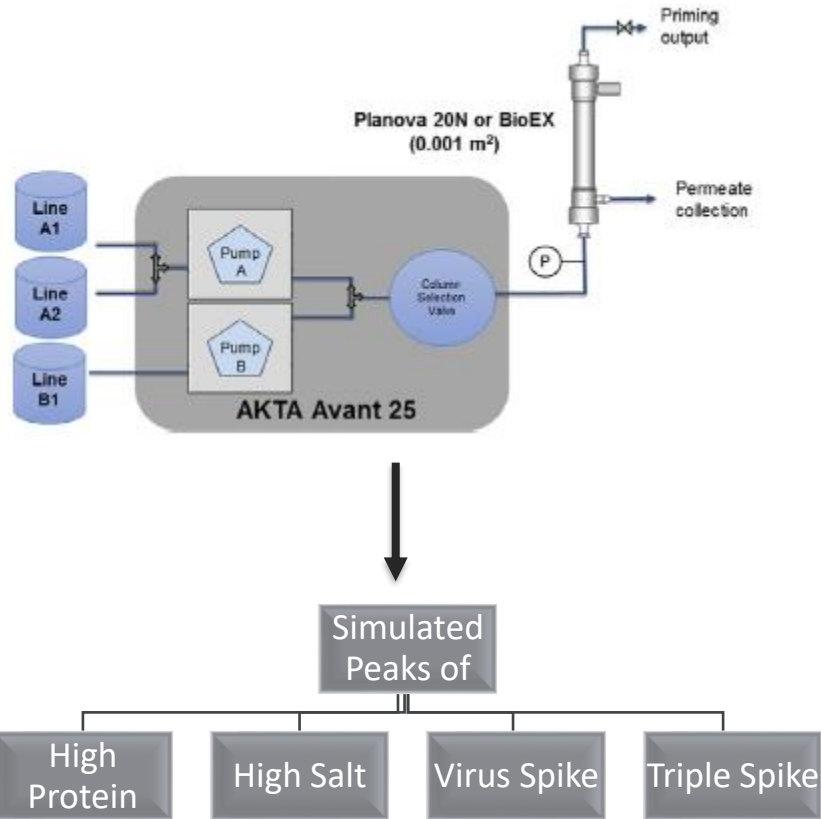 Priming
output
Planova 20N or BioEX
(0.001 m²)
Permeate
collection
Line
A1
Line
A2
Line
B1
Pump
A
Pump
B
Column
Selection
Valve
P
AKTA Avant 25
Simulated
Peaks of
High
Protein
High Salt
Virus Spike
Triple Spike